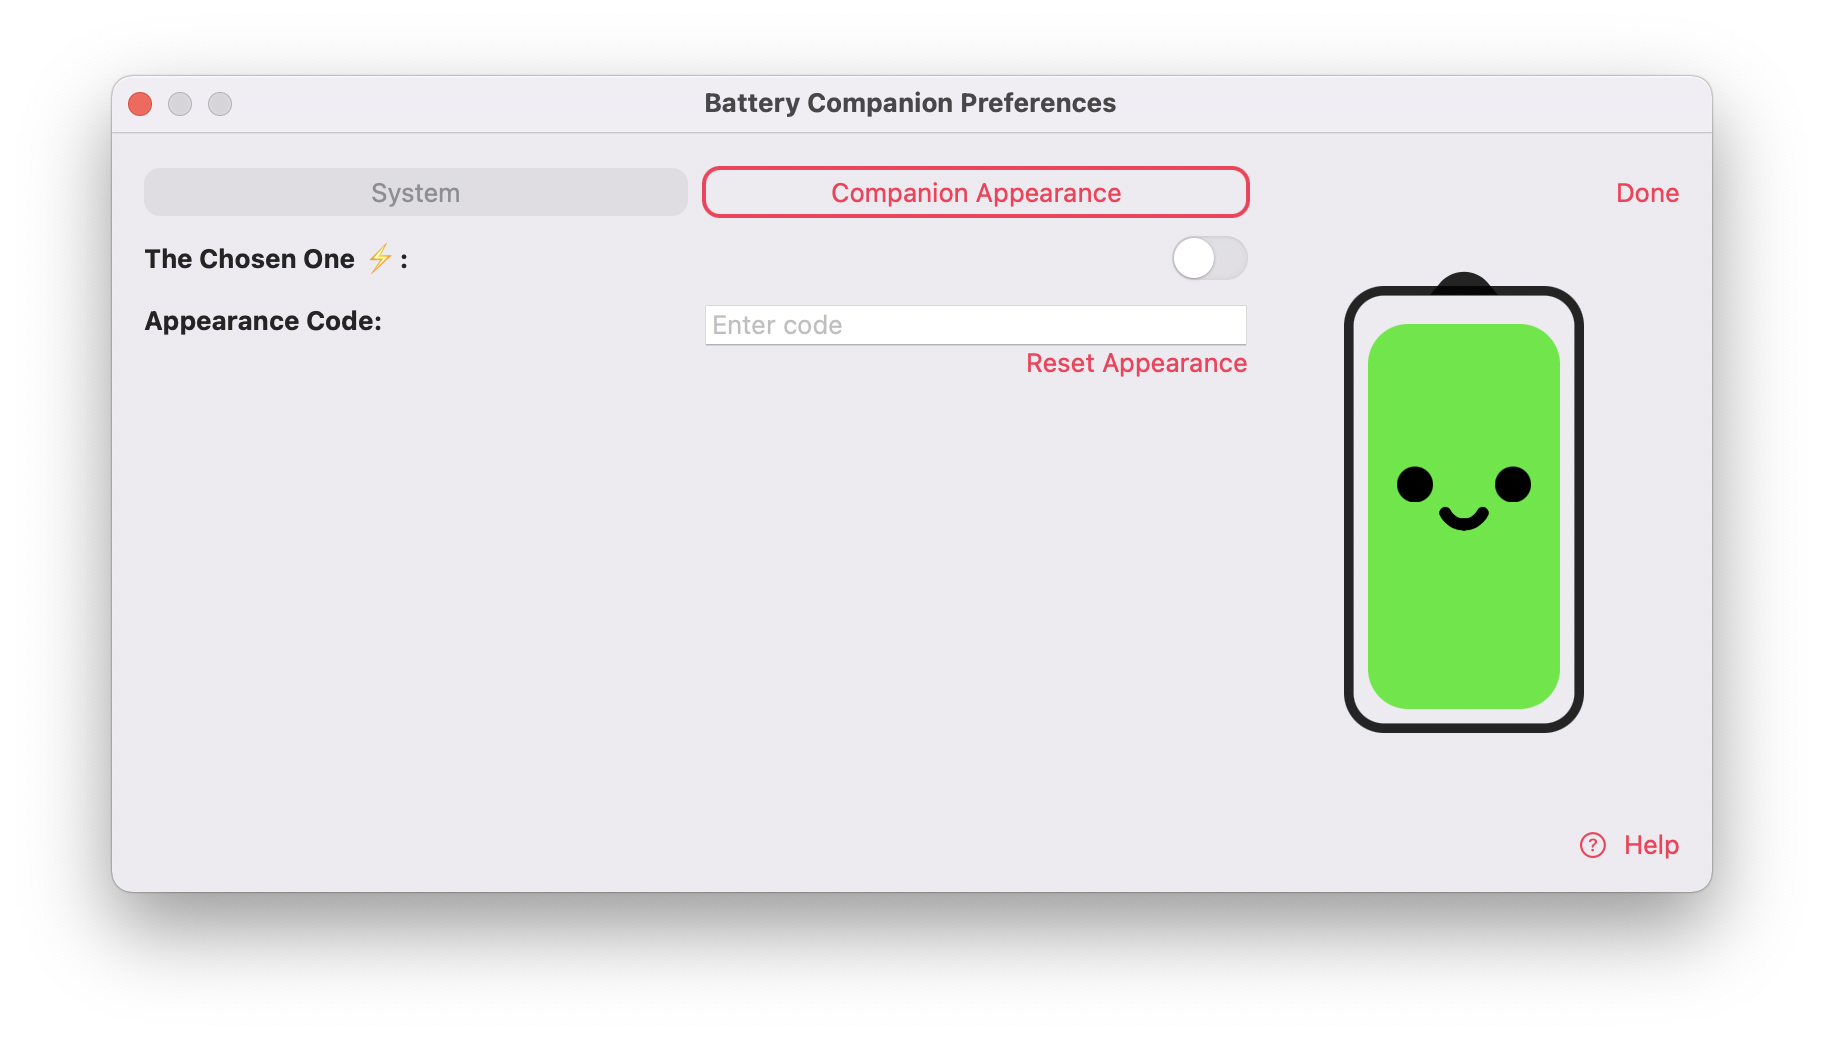 Battery Companion Preferences
System
Companion Appearance
Done
The Chosen One ⚡ :
Appearance Code:
Enter code
Reset Appearance
? Help